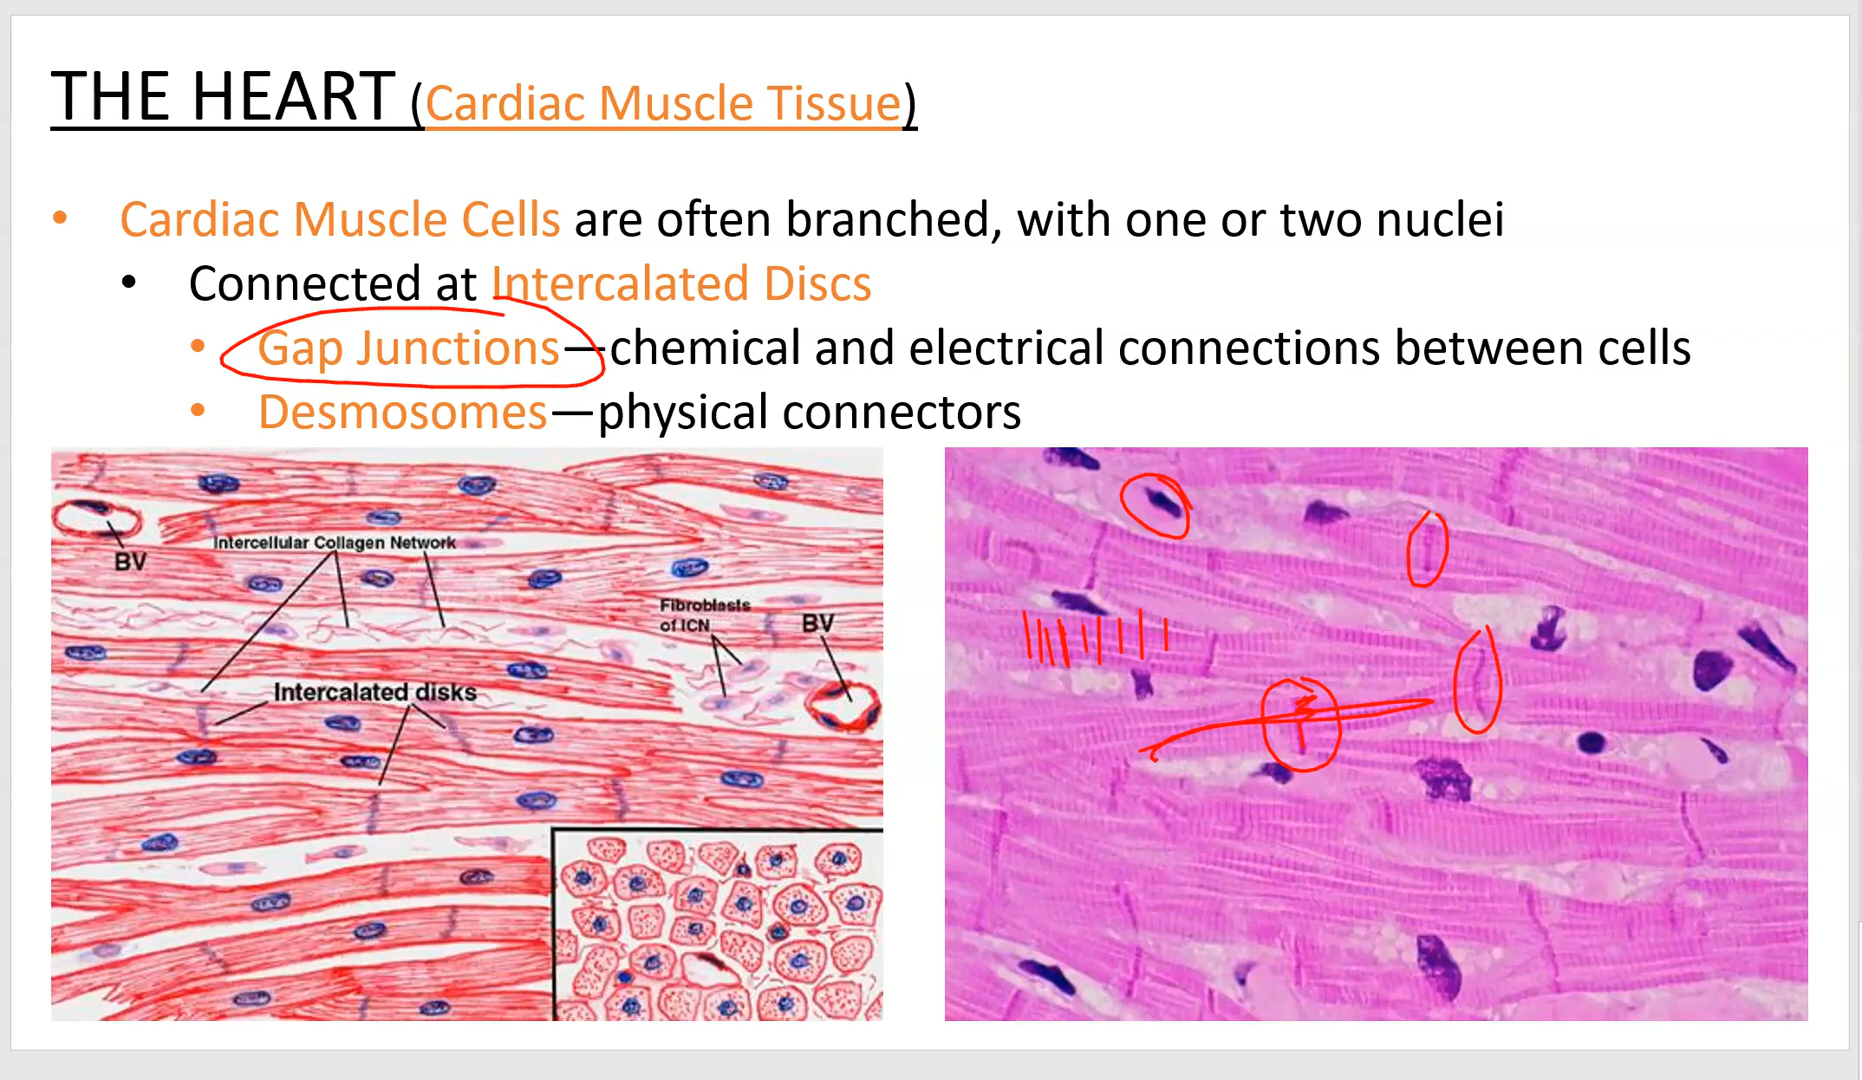 THE HEART (Cardiac Muscle Tissue)
• Cardiac Muscle Cells are often branched, with one or two nuclei
• Connected at Intercalated Discs
• Gap Junctions—chemical and electrical connections between cells
• Desmosomes—physical connectors
BV
Intercellular Collagen Network
Fibroblasts
of ICN
BV
Intercalated disks